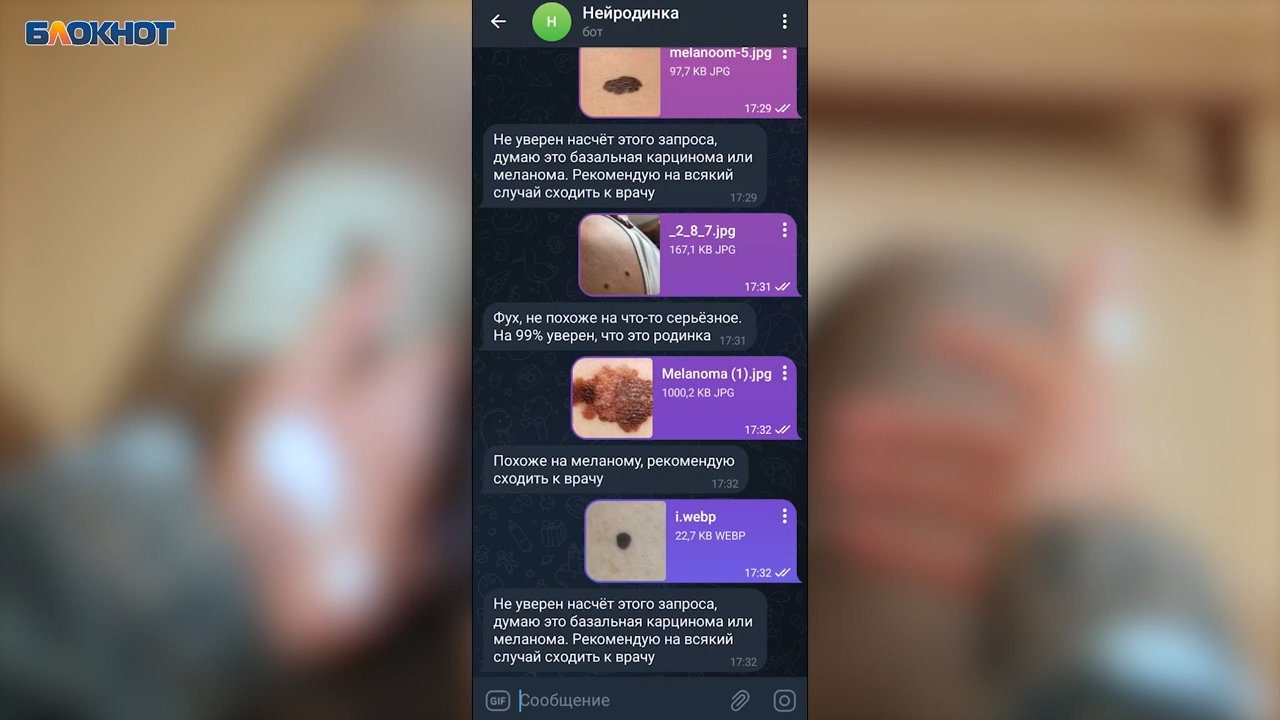 БЛОКНОТ
Н
Нейродинка
бот
melanoom-5.jpg
97,7 KB JPG
17:29
Не уверен насчёт этого запроса,
думаю это базальная карцинома или
меланома. Рекомендую на всякий
случай сходить к врачу
17:29
_2_8_7.jpg
167,1 KB JPG
17:31
Фух, не похоже на что-то серьёзное.
На 99% уверен, что это родинка
17:31
Melanoma (1).jpg
1000,2 KB JPG
17:32
Похоже на меланому, рекомендую
сходить к врачу
17:32
i.webp
22,7 KB WEBP
17:32
Не уверен насчёт этого запроса,
думаю это базальная карцинома или
меланома. Рекомендую на всякий
случай сходить к врачу
17:32
GIF
Сообщение